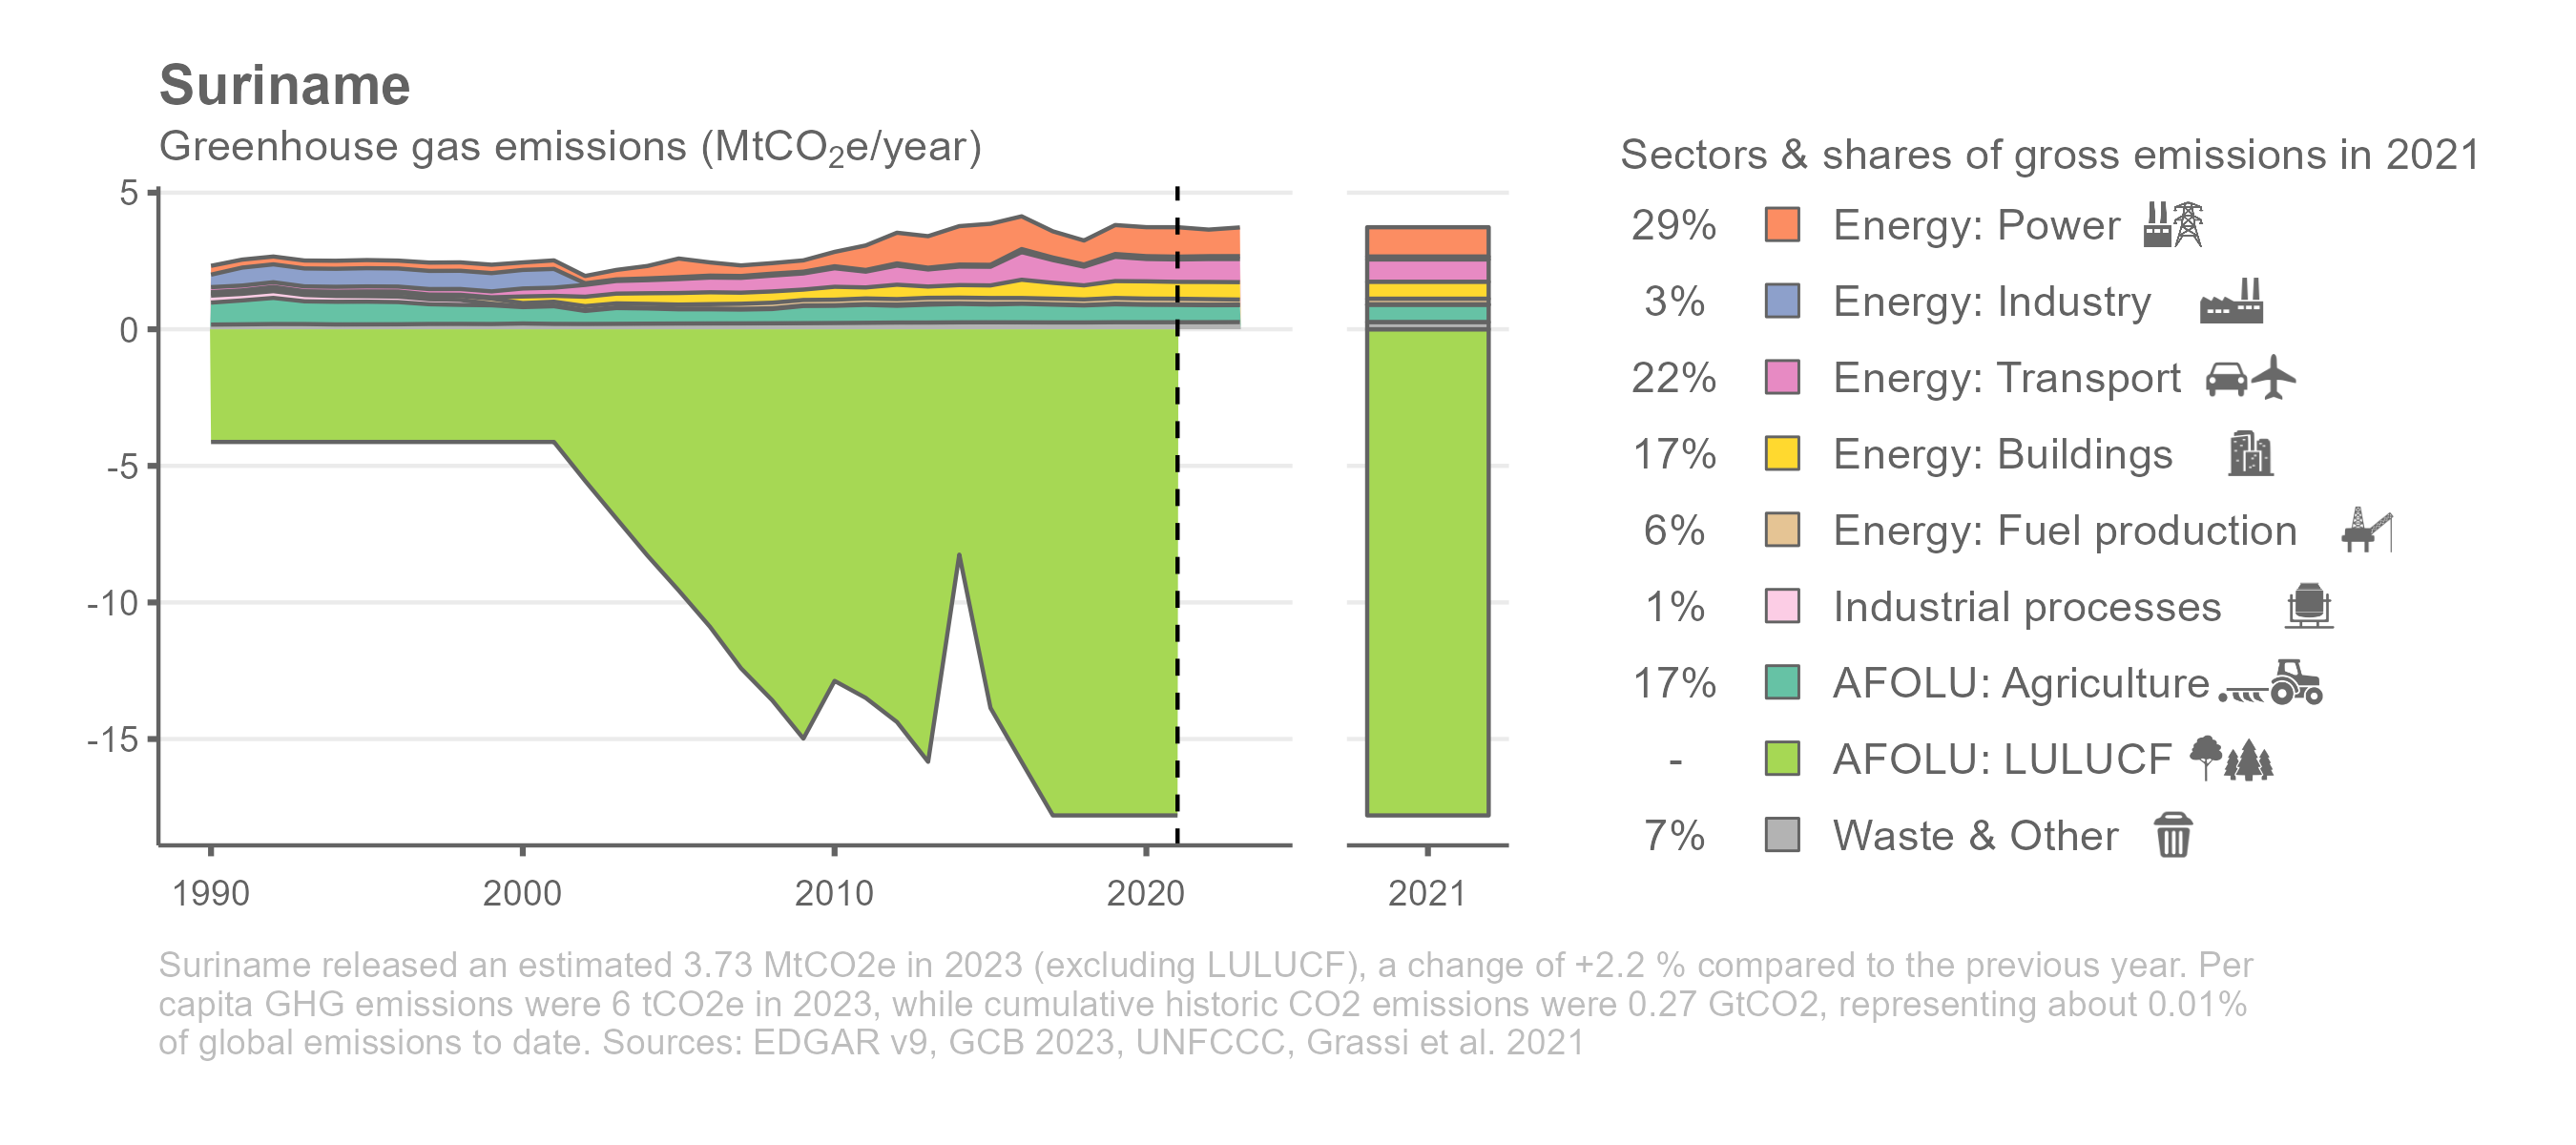 Suriname
Greenhouse gas emissions (MtCO₂e/year)
5
0
-5
-10
-15
1990
2000
2010
2020
2021
Sectors & shares of gross emissions in 2021
29% Energy: Power
3% Energy: Industry
22% Energy: Transport
17% Energy: Buildings
6% Energy: Fuel production
1% Industrial processes
17% AFOLU: Agriculture
- AFOLU: LULUCF
7% Waste & Other
Suriname released an estimated 3.73 MtCO2e in 2023 (excluding LULUCF), a change of +2.2 % compared to the previous year. Per
capita GHG emissions were 6 tCO2e in 2023, while cumulative historic CO2 emissions were 0.27 GtCO2, representing about 0.01%
of global emissions to date. Sources: EDGAR v9, GCB 2023, UNFCCC, Grassi et al. 2021